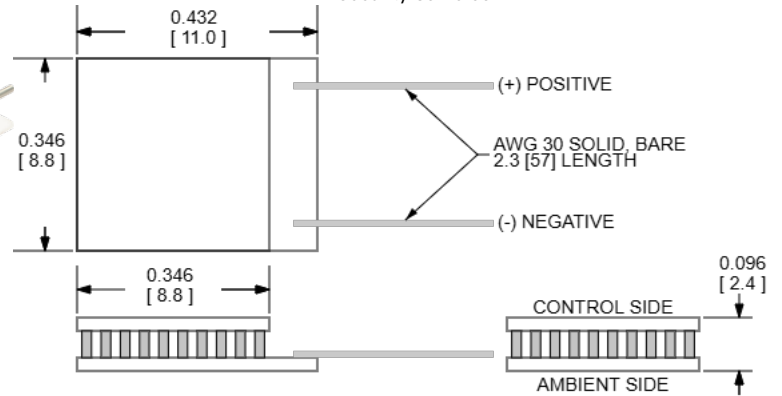 0.432
[ 11.0 ]
(+) POSITIVE
0.346
[ 8.8 ]
AWG 30 SOLID, BARE
2.3 [57] LENGTH
(-) NEGATIVE
0.346
[ 8.8 ]
0.096
[ 2.4 ]
CONTROL SIDE
AMBIENT SIDE